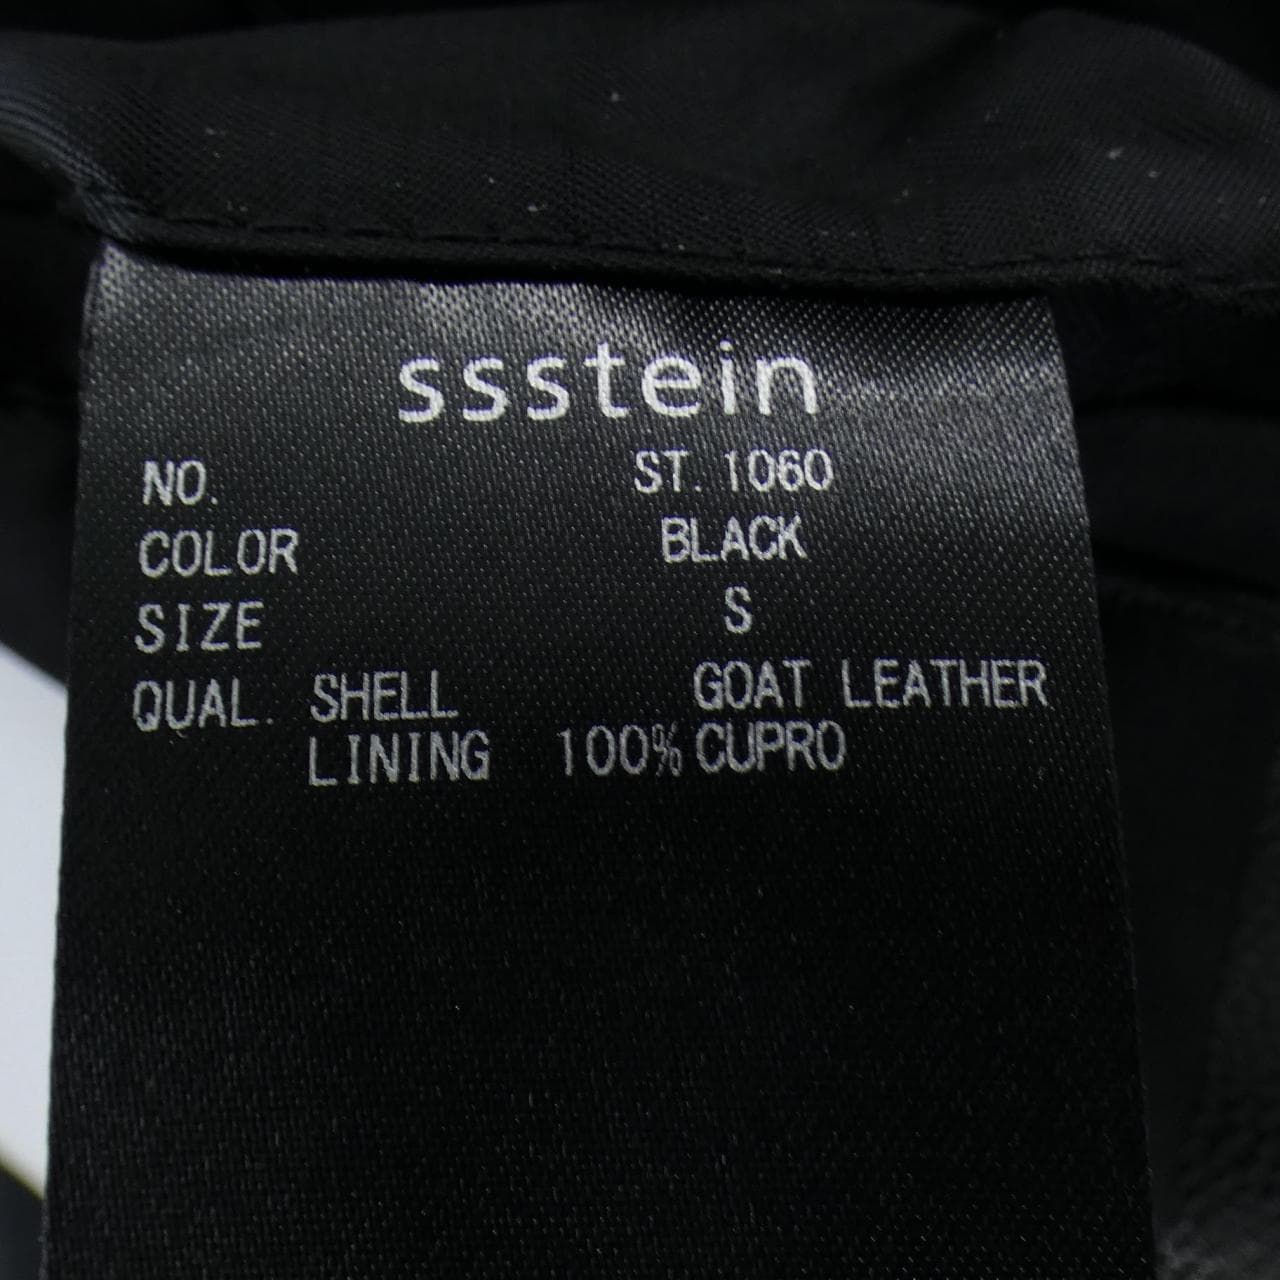 ssstein
NO. ST.1060
COLOR BLACK
SIZE S
QUAL. SHELL GOAT LEATHER
LINING 100% CUPRO